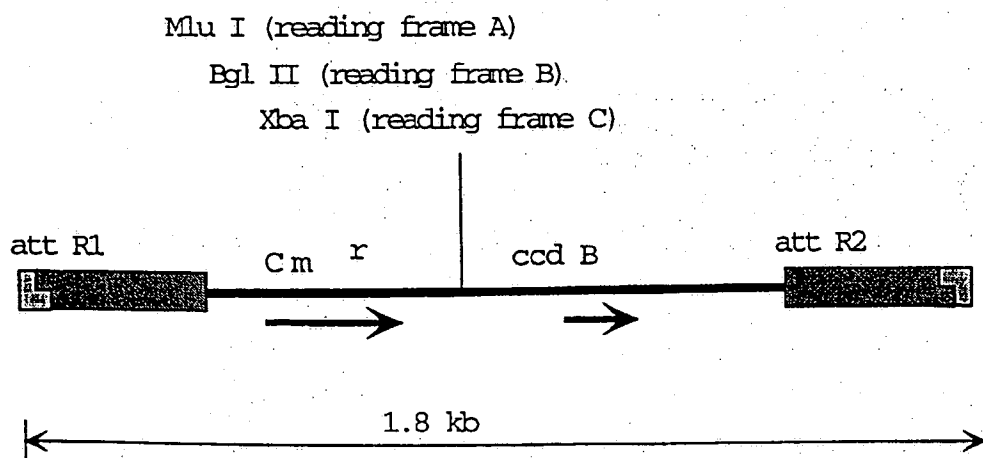 Mlu I (reading frame A)
Bgl II (reading frame B)
Xba I (reading frame C)
att R1
Cm r
ccd B
att R2
1.8 kb